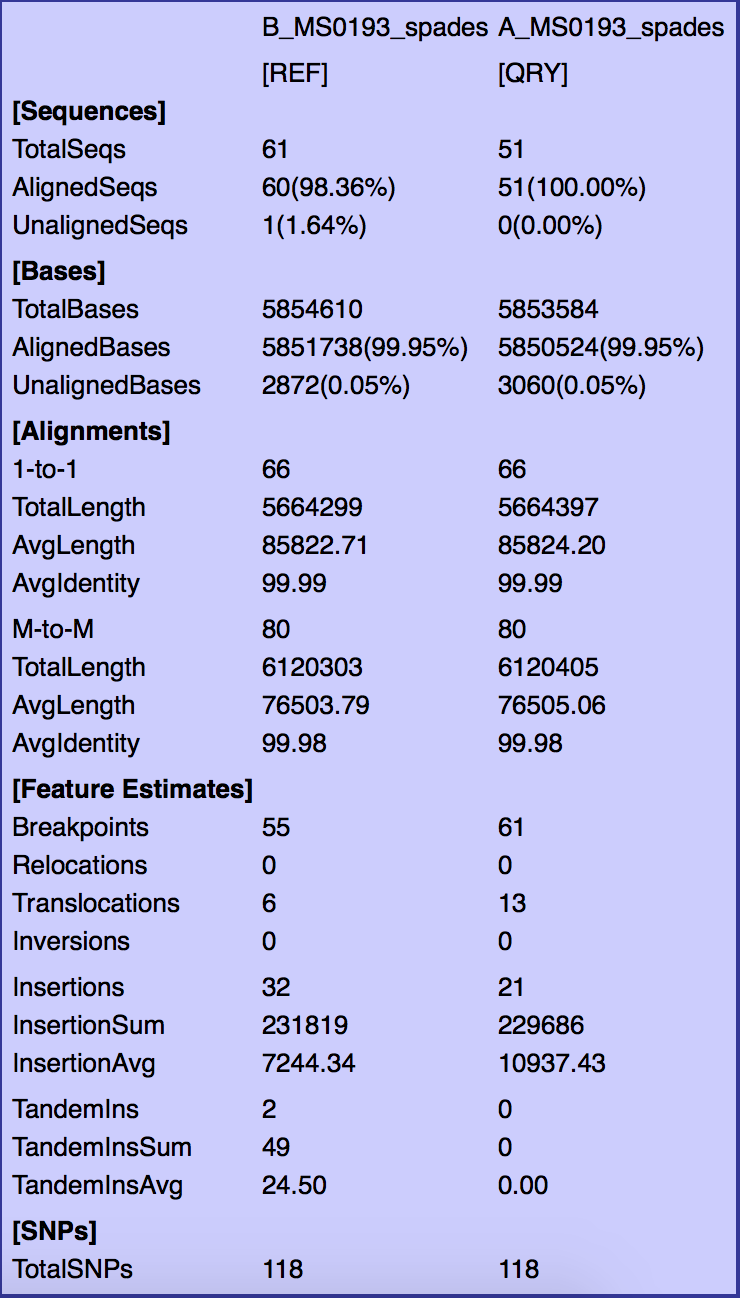 B_MS0193_spades A_MS0193_spades
[REF] [QRY]
[Sequences]
TotalSeqs 61 51
AlignedSeqs 60(98.36%) 51(100.00%)
UnalignedSeqs 1(1.64%) 0(0.00%)
[Bases]
TotalBases 5854610 5853584
AlignedBases 5851738(99.95%) 5850524(99.95%)
UnalignedBases 2872(0.05%) 3060(0.05%)
[Alignments]
1-to-1 66 66
TotalLength 5664299 5664397
AvgLength 85822.71 85824.20
AvgIdentity 99.99 99.99
M-to-M 80 80
TotalLength 6120303 6120405
AvgLength 76503.79 76505.06
AvgIdentity 99.98 99.98
[Feature Estimates]
Breakpoints 55 61
Relocations 0 0
Translocations 6 13
Inversions 0 0
Insertions 32 21
InsertionSum 231819 229686
InsertionAvg 7244.34 10937.43
TandemIns 2 0
TandemInsSum 49 0
TandemInsAvg 24.50 0.00
[SNPs]
TotalSNPs 118 118